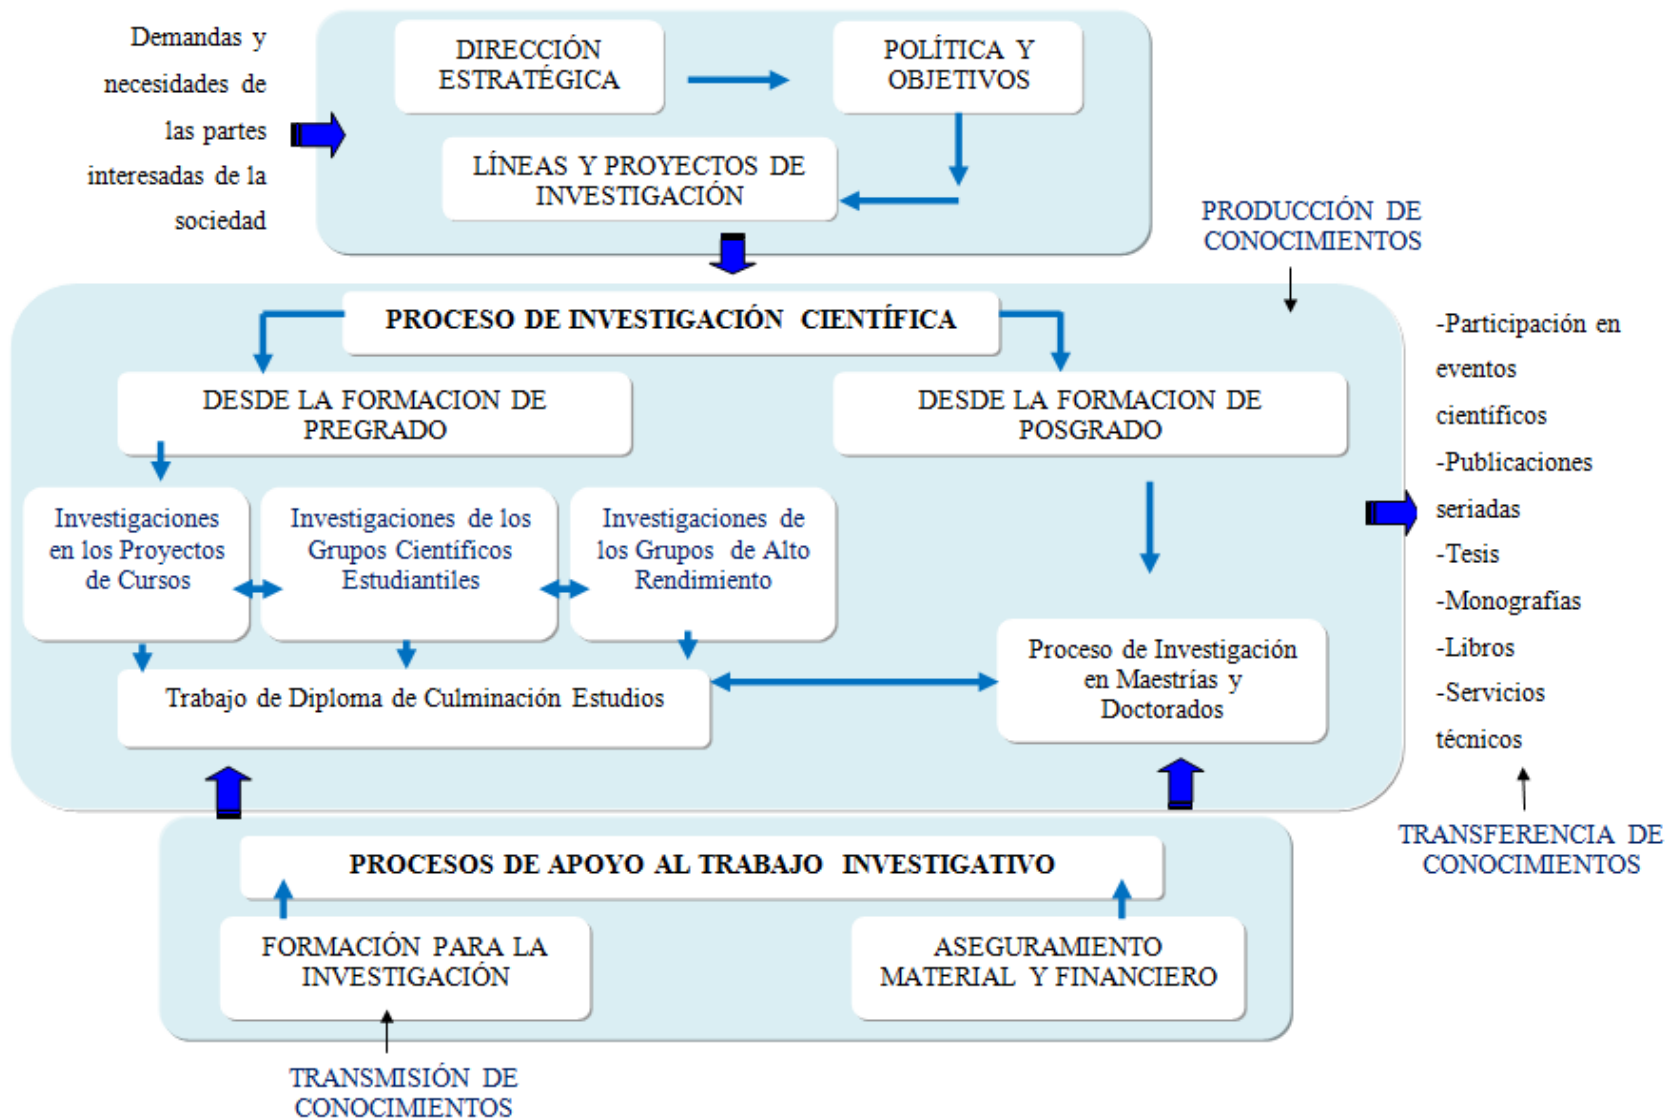 Demandas y
necesidades de
las partes
interesadas de la
sociedad
DIRECCIÓN
ESTRATÉGICA
POLÍTICA Y
OBJETIVOS
LÍNEAS Y PROYECTOS DE
INVESTIGACIÓN
PRODUCCIÓN DE
CONOCIMIENTOS
PROCESO DE INVESTIGACIÓN CIENTÍFICA
DESDE LA FORMACION DE
PREGRADO
DESDE LA FORMACION DE
POSGRADO
Investigaciones
en los Proyectos
de Cursos
Investigaciones de los
Grupos Científicos
Estudiantiles
Investigaciones de
los Grupos de Alto
Rendimiento
Trabajo de Diploma de Culminación Estudios
Proceso de Investigación
en Maestrías y
Doctorados
-Participación en
eventos
científicos
-Publicaciones
seriadas
-Tesis
-Monografías
-Libros
-Servicios
técnicos
TRANSFERENCIA DE
CONOCIMIENTOS
PROCESOS DE APOYO AL TRABAJO INVESTIGATIVO
FORMACIÓN PARA LA
INVESTIGACIÓN
ASEGURAMIENTO
MATERIAL Y FINANCIERO
TRANSMISIÓN DE
CONOCIMIENTOS